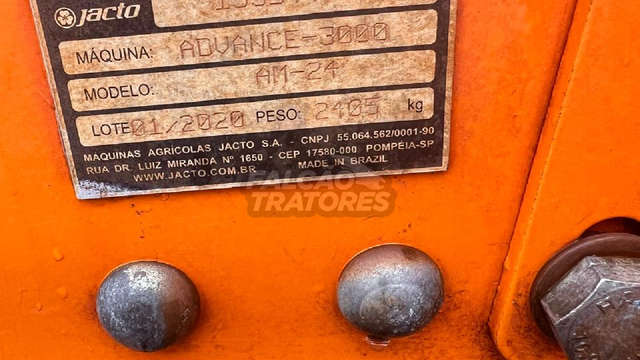 jacto
MÁQUINA: ADVANCE-3000
MODELO: AM-24
LOTE 01/2020 PESO: 2405 kg
MAQUINAS AGRICOLAS JACTO S.A. - CNPJ 55.064.562/0001-90
RUA DR. LUIZ MIRANDA Nº 1650 - CEP 17580-000 POMPÉIA-SP
WWW.JACTO.COM.BR MADE IN BRAZIL
FALCÃO
TRATORES